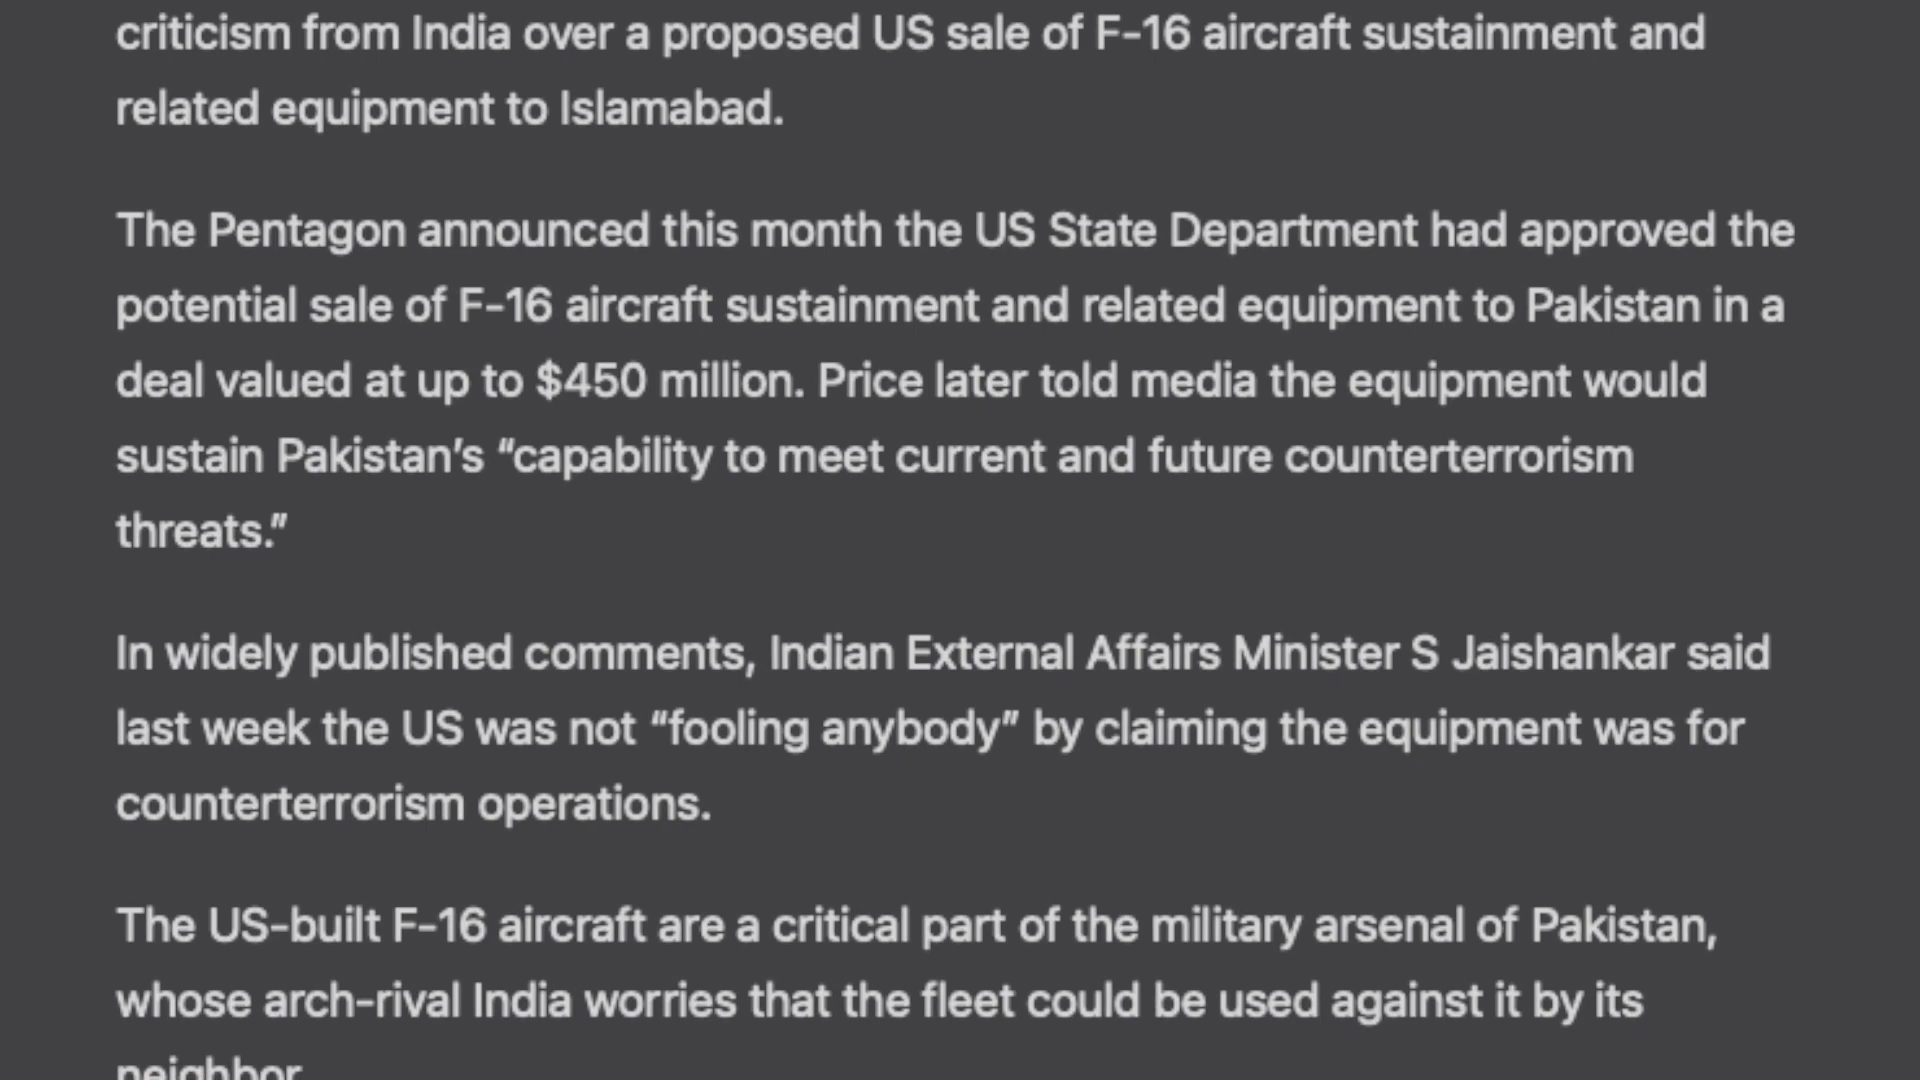 criticism from India over a proposed US sale of F-16 aircraft sustainment and
related equipment to Islamabad.
The Pentagon announced this month the US State Department had approved the
potential sale of F-16 aircraft sustainment and related equipment to Pakistan in a
deal valued at up to $450 million. Price later told media the equipment would
sustain Pakistan’s “capability to meet current and future counterterrorism
threats.”
In widely published comments, Indian External Affairs Minister S Jaishankar said
last week the US was not “fooling anybody” by claiming the equipment was for
counterterrorism operations.
The US-built F-16 aircraft are a critical part of the military arsenal of Pakistan,
whose arch-rival India worries that the fleet could be used against it by its
neighbor